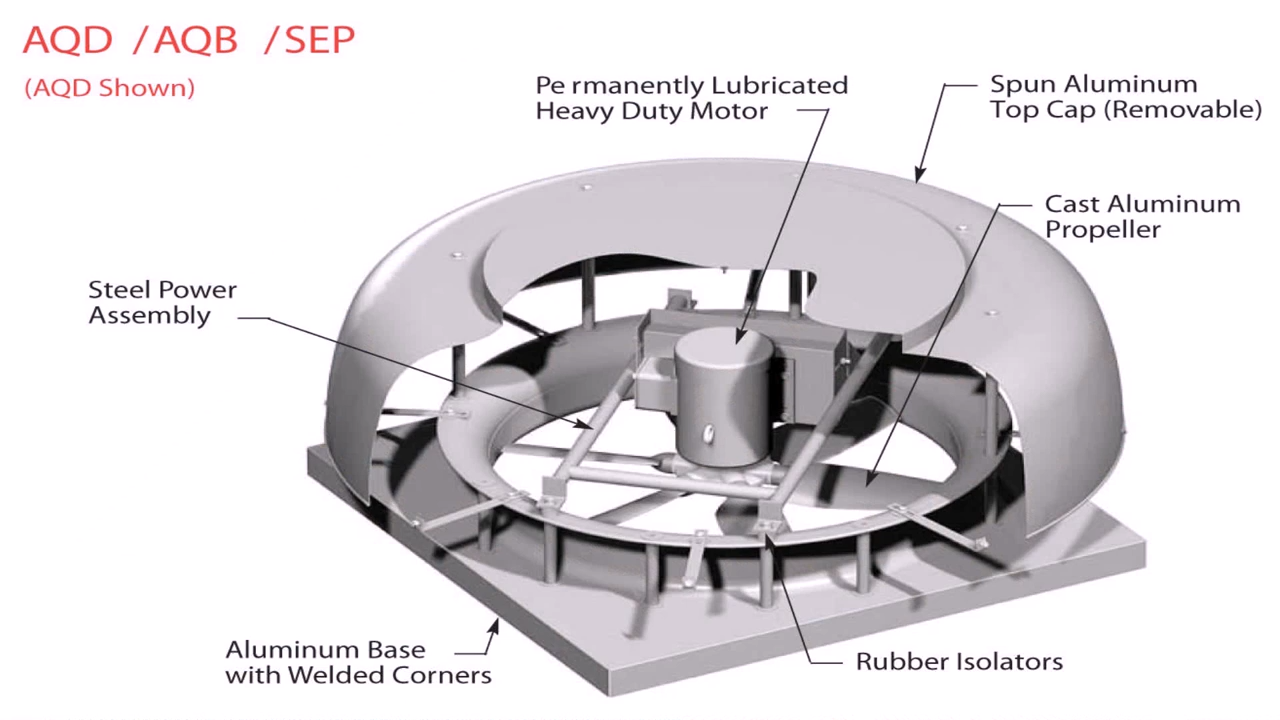 AQD /AQB /SEP
(AQD Shown)
Pe rmanently Lubricated
Heavy Duty Motor
Spun Aluminum
Top Cap (Removable)
Cast Aluminum
Propeller
Steel Power
Assembly
Aluminum Base
with Welded Corners
Rubber Isolators